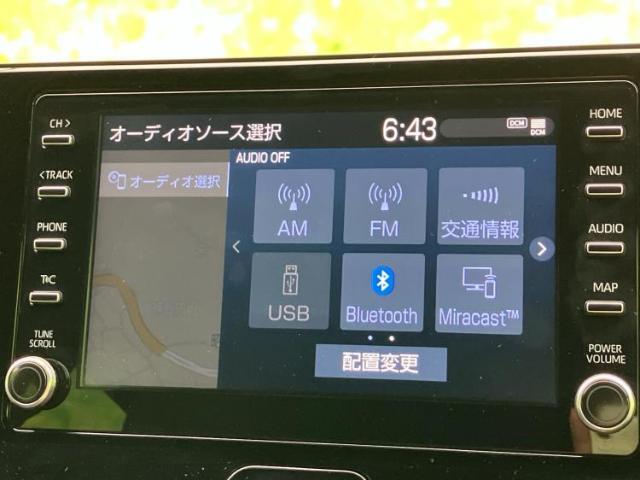 CH >
< TRACK
PHONE
T*C
TUNE
SCROLL
オーディオソース選択
6:43
DCM
DCM
オーディオ選択
AUDIO OFF
AM
FM
交通情報
USB
Bluetooth
Miracast™
配置変更
HOME
MENU
AUDIO
MAP
POWER
VOLUME